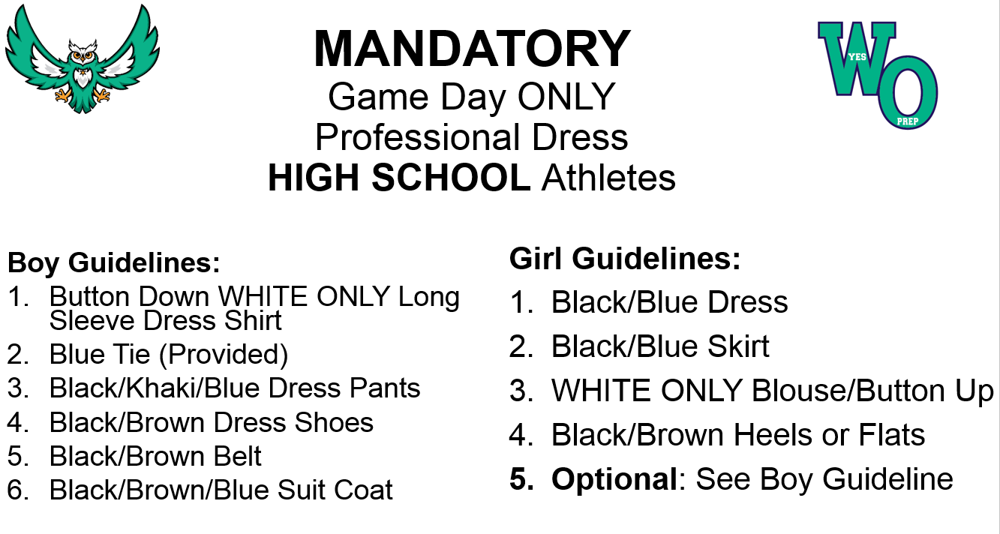 MANDATORY
Game Day ONLY
Professional Dress
HIGH SCHOOL Athletes
W YES
O PREP
Boy Guidelines:
1. Button Down WHITE ONLY Long
Sleeve Dress Shirt
2. Blue Tie (Provided)
3. Black/Khaki/Blue Dress Pants
4. Black/Brown Dress Shoes
5. Black/Brown Belt
6. Black/Brown/Blue Suit Coat
Girl Guidelines:
1. Black/Blue Dress
2. Black/Blue Skirt
3. WHITE ONLY Blouse/Button Up
4. Black/Brown Heels or Flats
5. Optional: See Boy Guideline